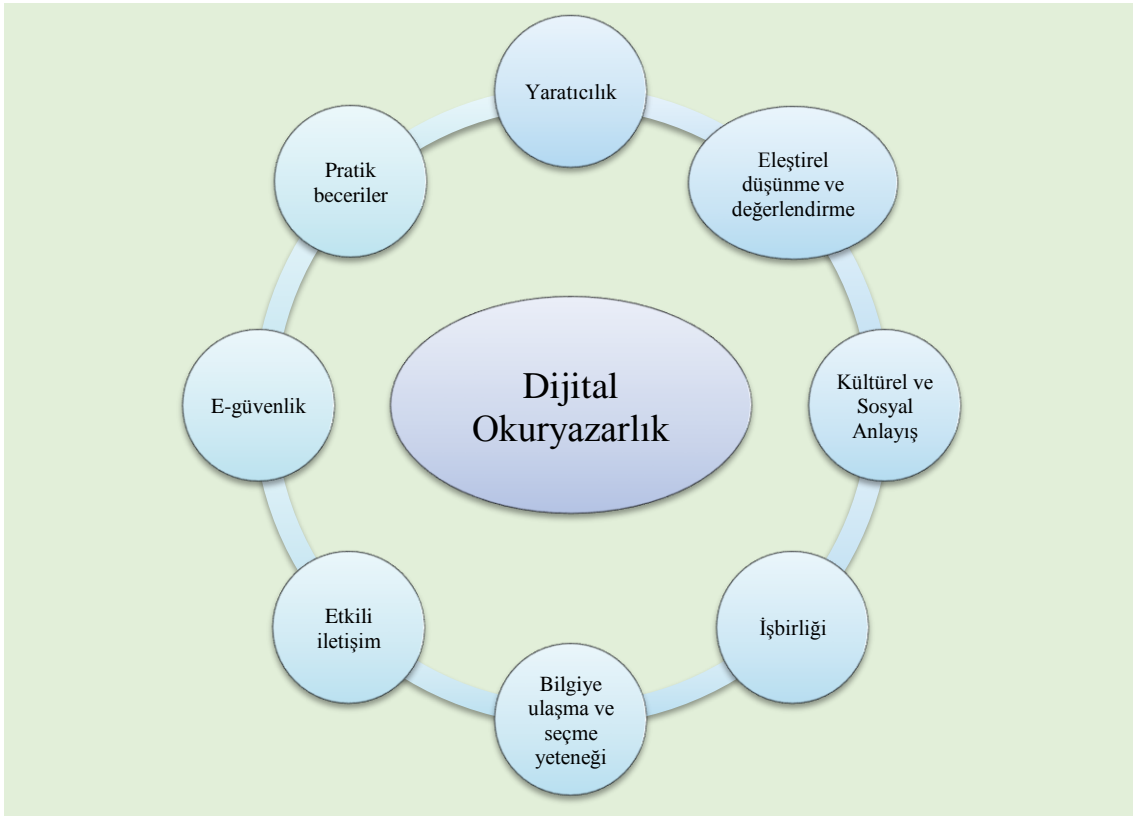 Yaratıcılık
Eleştirel
düşünme ve
değerlendirme
Kültürel ve
Sosyal
Anlayış
İşbirliği
Bilgiye
ulaşma ve
seçme
yeteneği
Etkili
iletişim
E-güvenlik
Pratik
beceriler
Dijital
Okuryazarlık